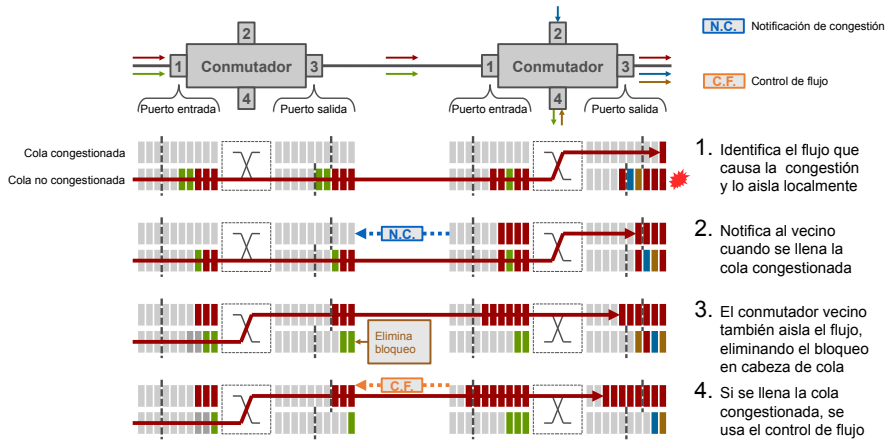 2
2
N.C.
Notificación de congestión
1
Conmutador
3
1
Conmutador
3
C.F.
Control de flujo
4
4
Puerto entrada
Puerto salida
Puerto entrada
Puerto salida
Cola congestionada
Cola no congestionada
1. Identifica el flujo que
causa la congestión
y lo aisla localmente
N.C.
2. Notifica al vecino
cuando se llena la
cola congestionada
Elimina
bloqueo
3. El conmutador vecino
también aisla el flujo,
eliminando el bloqueo
en cabeza de cola
C.F.
4. Si se llena la cola
congestionada, se
usa el control de flujo